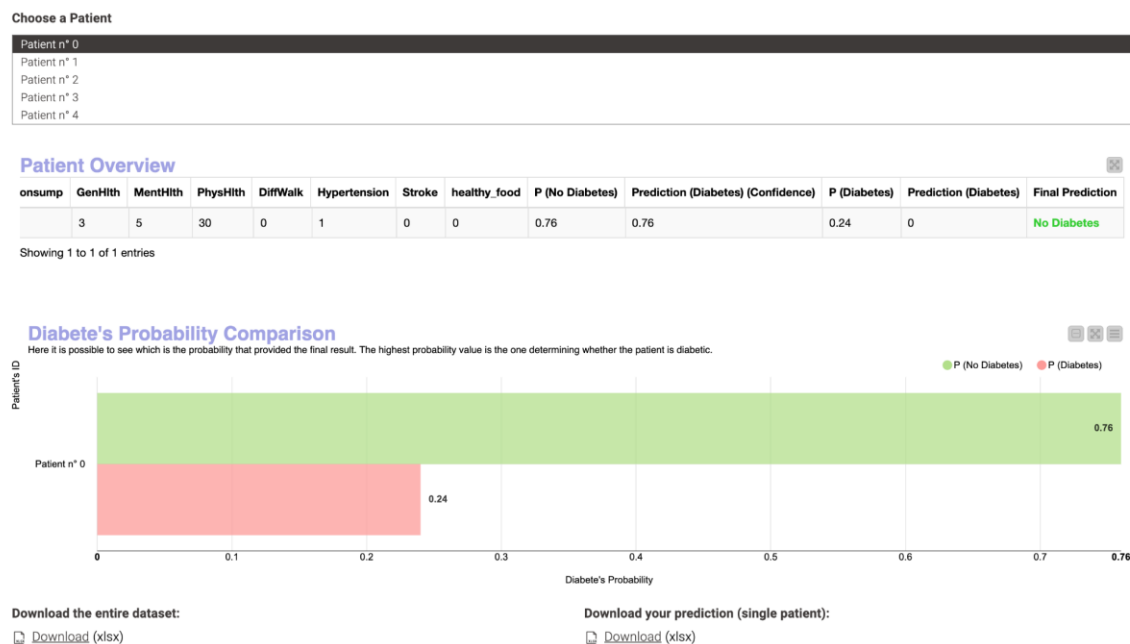 Choose a Patient
Patient n° 0
Patient n° 1
Patient n° 2
Patient n° 3
Patient n° 4
Patient Overview
onsump GenHlth MentHlth PhysHlth DiffWalk Hypertension Stroke healthy_food P (No Diabetes) Prediction (Diabetes) (Confidence) P (Diabetes) Prediction (Diabetes) Final Prediction
3 5 30 0 1 0 0 0.76 0.76 0.24 0 No Diabetes
Showing 1 to 1 of 1 entries
Diabete's Probability Comparison
Here it is possible to see which is the probability that provided the final result. The highest probability value is the one determining whether the patient is diabetic.
P (No Diabetes) P (Diabetes)
Patient's ID
0.76
Patient n° 0
0.24
0 0.1 0.2 0.3 0.4 0.5 0.6 0.7 0.76
Diabete's Probability
Download the entire dataset: Download your prediction (single patient):
Download (xlsx) Download (xlsx)